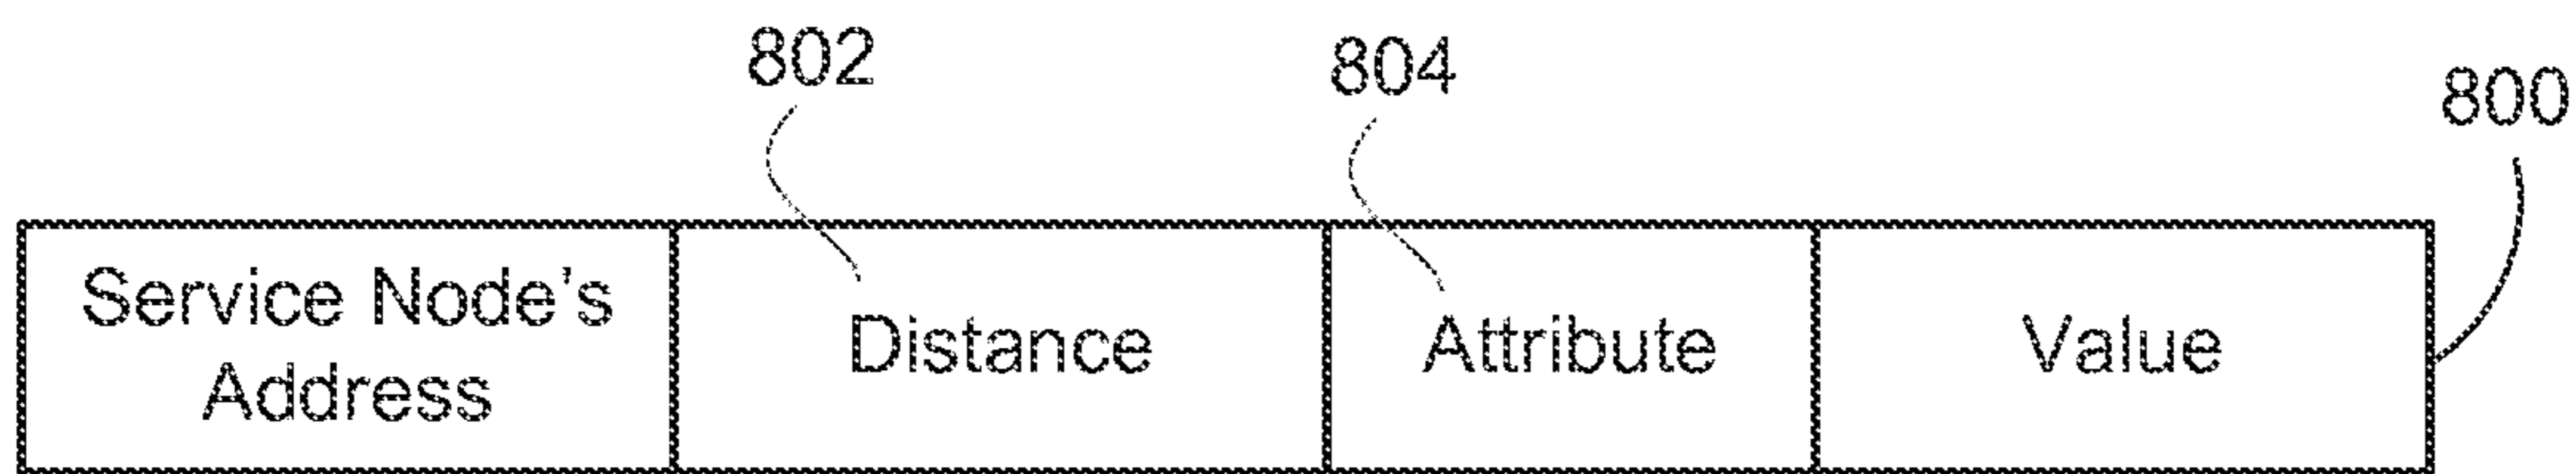 802
804
800
Service Node's
Address
Distance
Attribute
Value